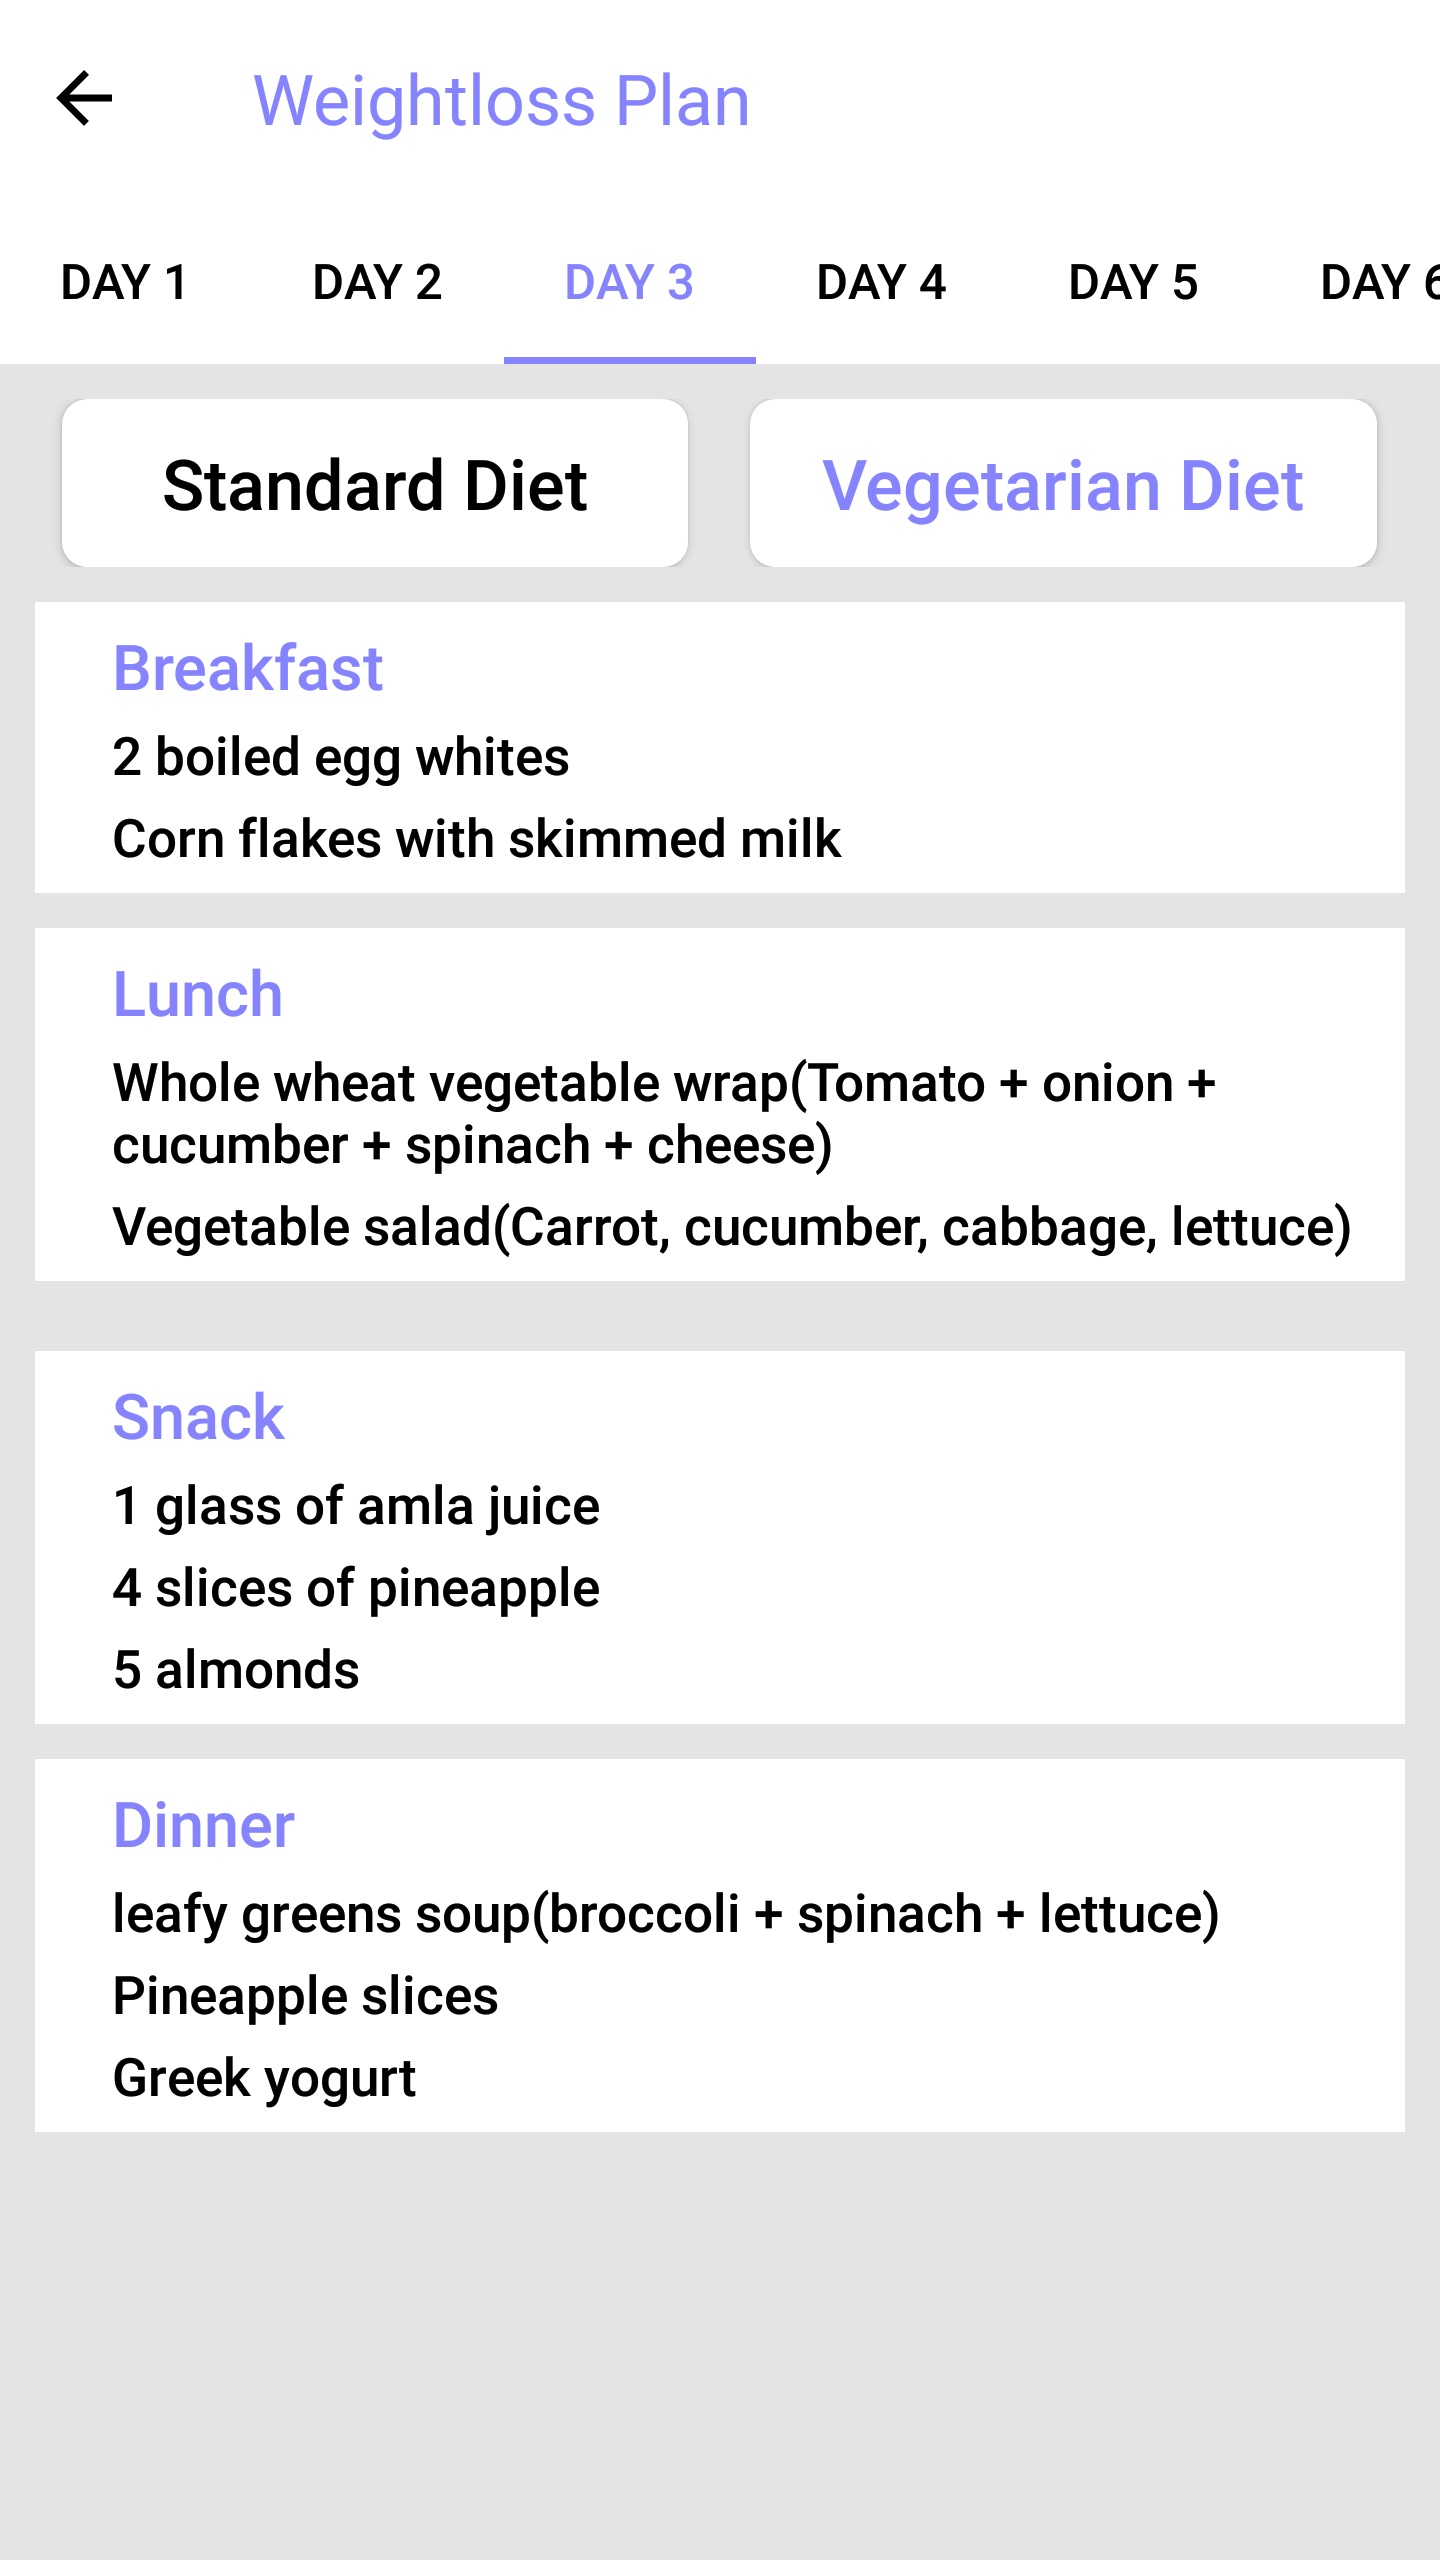 Weightloss Plan
DAY 1 DAY 2 DAY 3 DAY 4 DAY 5 DAY 6
Standard Diet Vegetarian Diet
Breakfast
2 boiled egg whites
Corn flakes with skimmed milk
Lunch
Whole wheat vegetable wrap(Tomato + onion +
cucumber + spinach + cheese)
Vegetable salad(Carrot, cucumber, cabbage, lettuce)
Snack
1 glass of amla juice
4 slices of pineapple
5 almonds
Dinner
leafy greens soup(broccoli + spinach + lettuce)
Pineapple slices
Greek yogurt